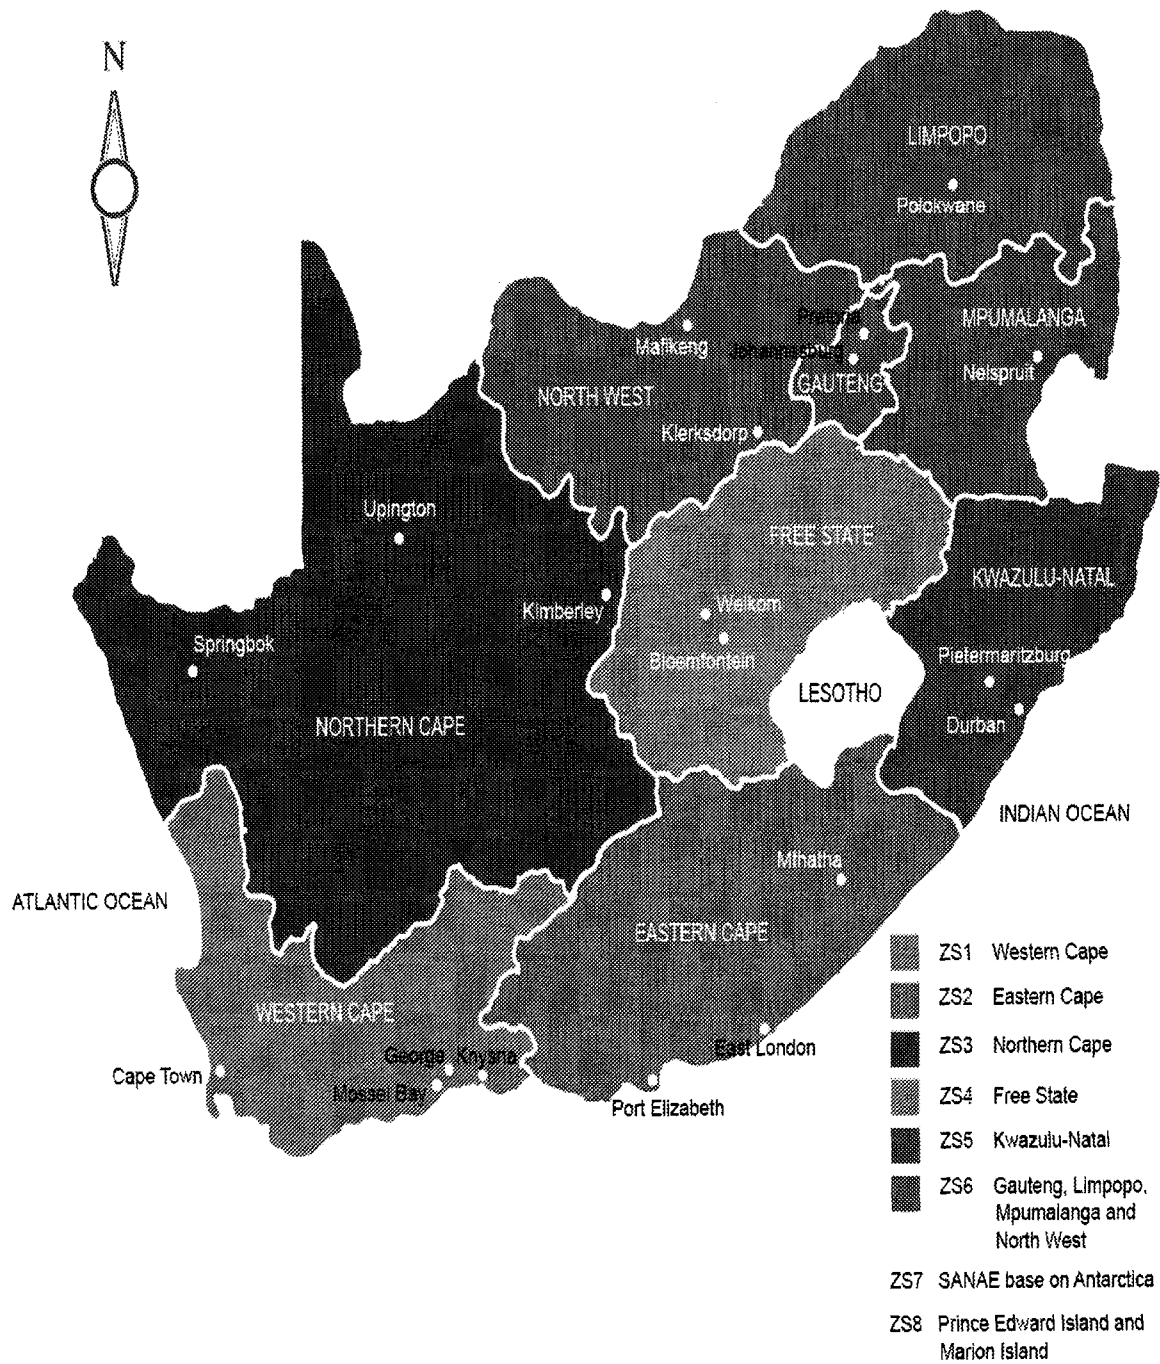 N
LIMPOPO
Polokwane
Pretoria
MPUMALANGA
Mafikeng
Johannesburg
Nelspruit
GAUTENG
NORTH WEST
Klerksdorp
Upington
FREE STATE
KWAZULU-NATAL
Kimberley
Welkom
Springbok
Bloemfontein
Pietermaritzburg
LESOTHO
NORTHERN CAPE
Durban
INDIAN OCEAN
Mthatha
ATLANTIC OCEAN
EASTERN CAPE
WESTERN CAPE
East London
George Knysna
Cape Town
Mossel Bay
Port Elizabeth
ZS1 Western Cape
ZS2 Eastern Cape
ZS3 Northern Cape
ZS4 Free State
ZS5 Kwazulu-Natal
ZS6 Gauteng, Limpopo,
Mpumalanga and
North West
ZS7 SANAE base on Antarctica
ZS8 Prince Edward Island and
Marion Island